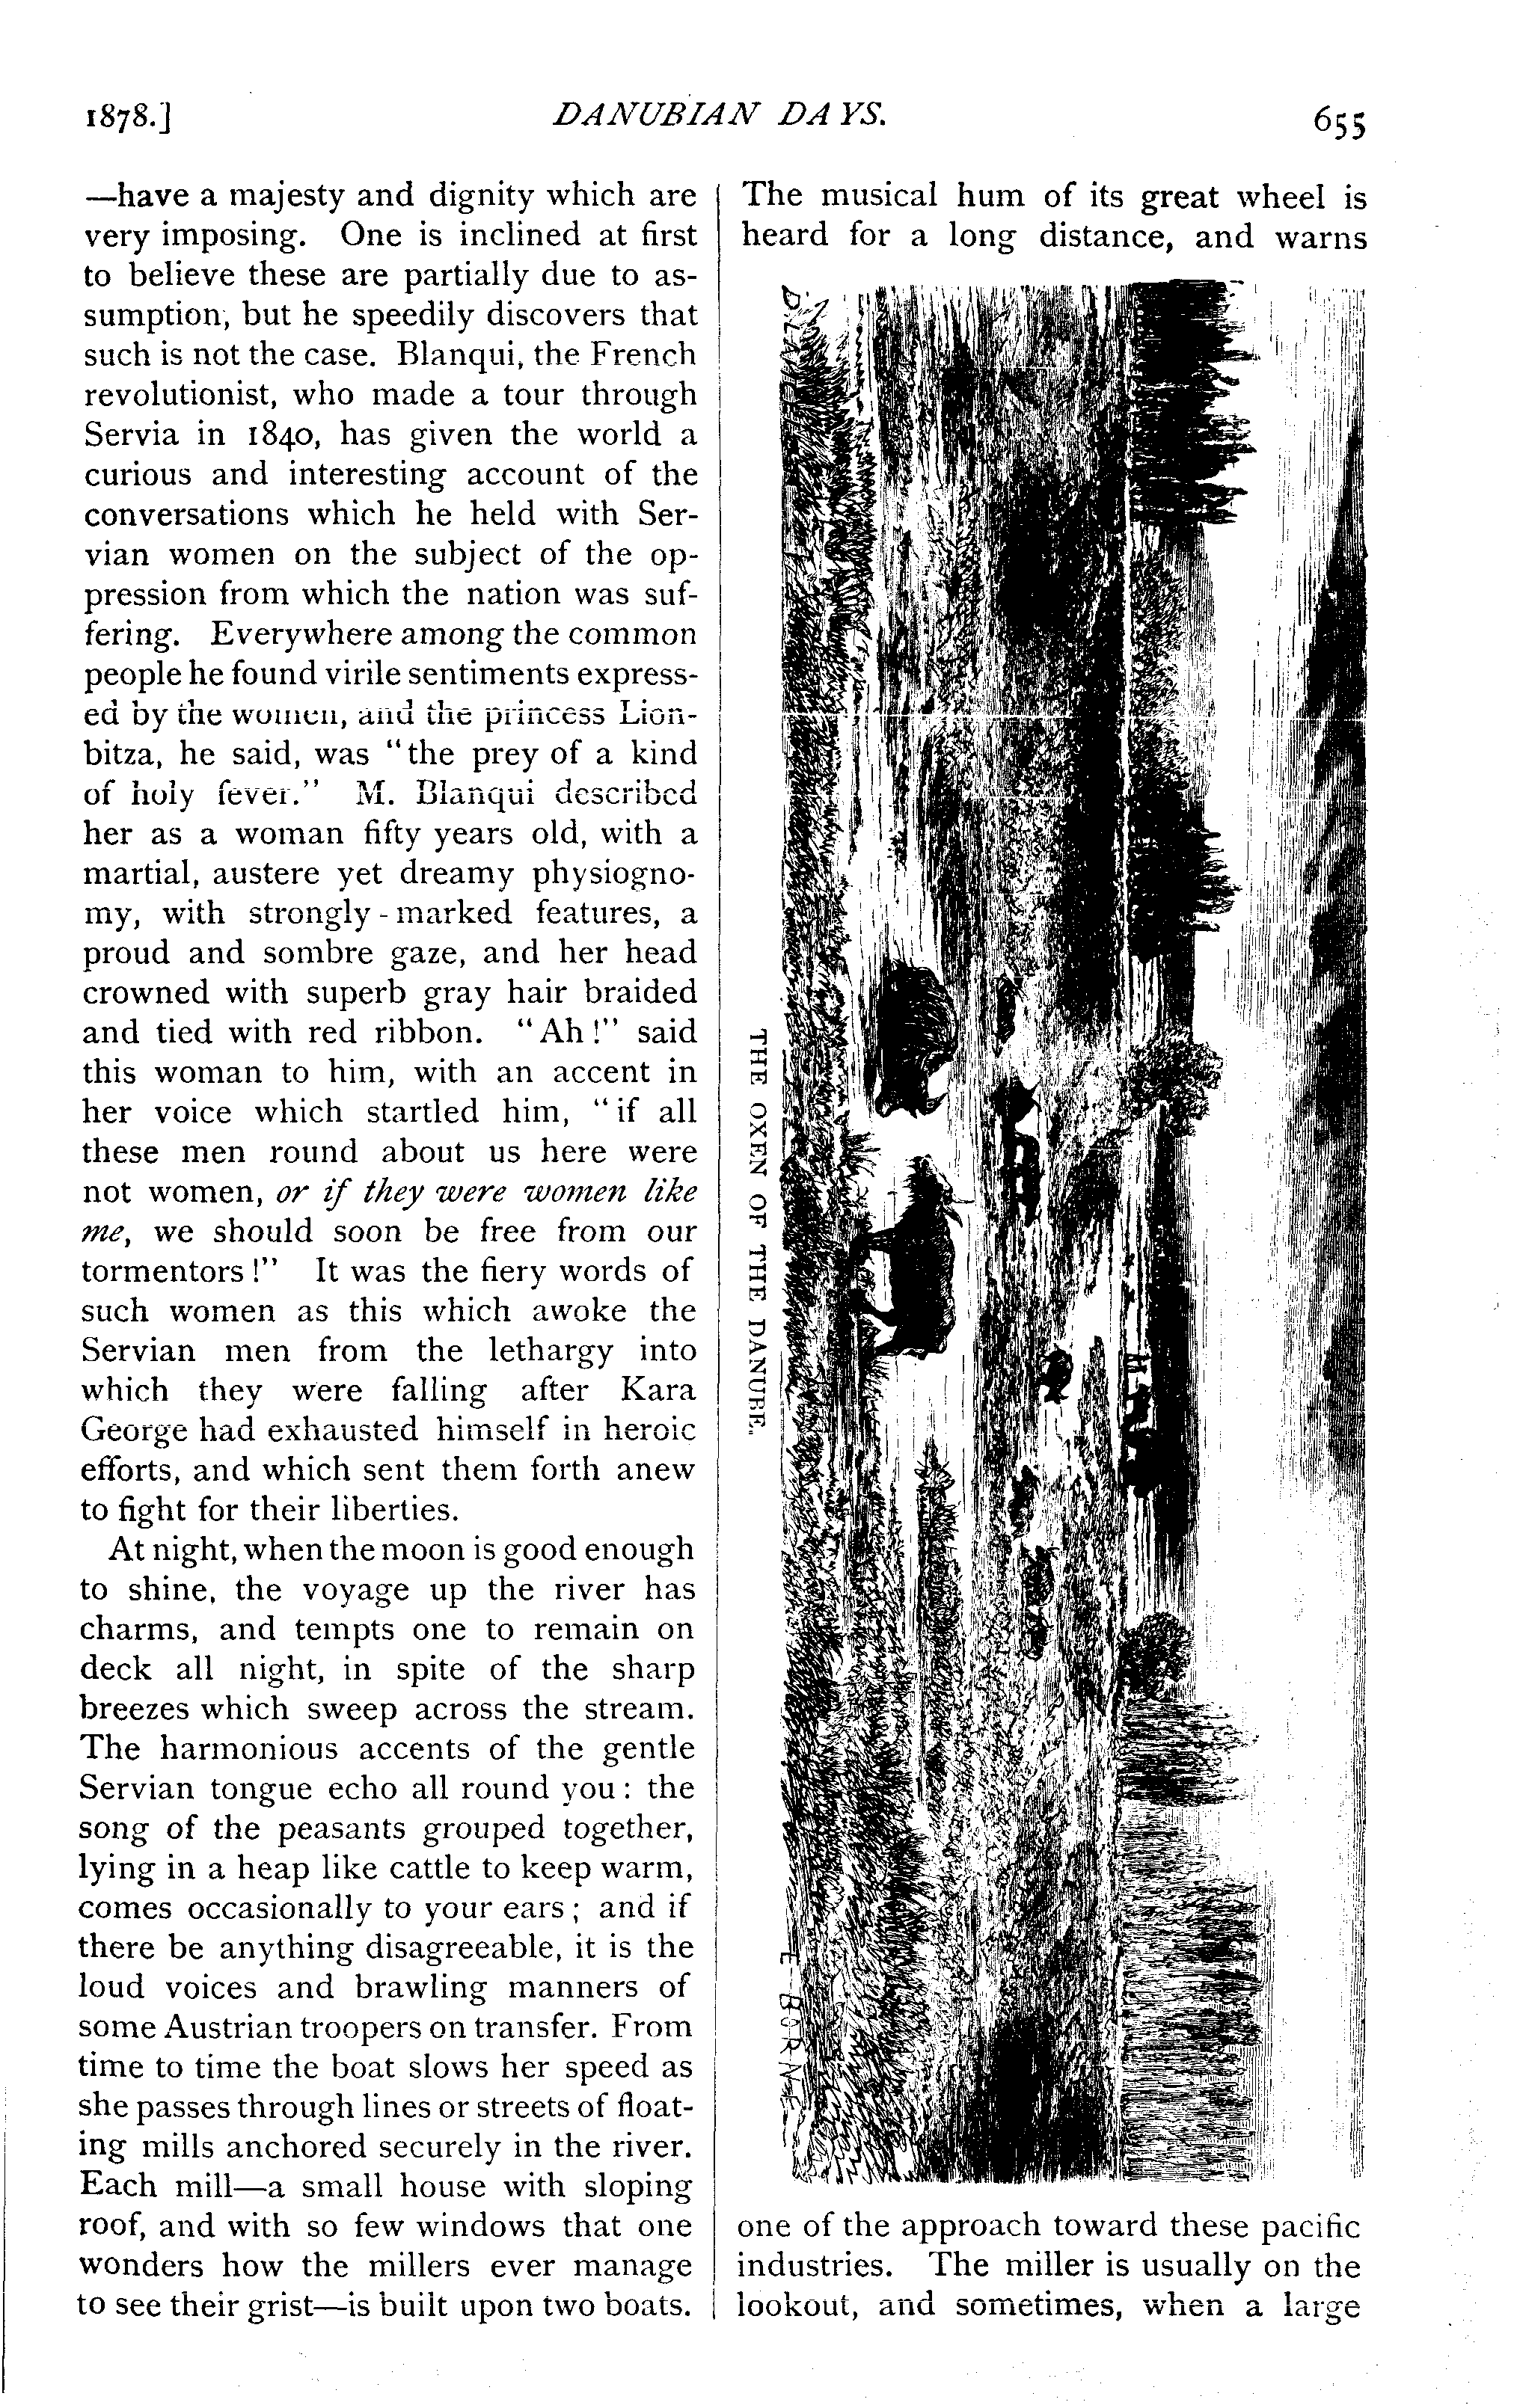 1878.] DANUBIAN DAYS. 655
—have a majesty and dignity which are
very imposing. One is inclined at first
to believe these are partially due to as-
sumption, but he speedily discovers that
such is not the case. Blanqui, the French
revolutionist, who made a tour through
Servia in 1840, has given the world a
curious and interesting account of the
conversations which he held with Ser-
vian women on the subject of the op-
pression from which the nation was suf-
fering. Everywhere among the common
people he found virile sentiments express-
ed by the women, and the princess Lion-
bitza, he said, was "the prey of a kind
of holy fever." M. Blanqui described
her as a woman fifty years old, with a
martial, austere yet dreamy physiogno-
my, with strongly-marked features, a
proud and sombre gaze, and her head
crowned with superb gray hair braided
and tied with red ribbon. "Ah!" said
this woman to him, with an accent in
her voice which startled him, "if all
these men round about us here were
not women, or if they were women like
me, we should soon be free from our
tormentors!" It was the fiery words of
such women as this which awoke the
Servian men from the lethargy into
which they were falling after Kara
George had exhausted himself in heroic
efforts, and which sent them forth anew
to fight for their liberties.
At night, when the moon is good enough
to shine, the voyage up the river has
charms, and tempts one to remain on
deck all night, in spite of the sharp
breezes which sweep across the stream.
The harmonious accents of the gentle
Servian tongue echo all round you: the
song of the peasants grouped together,
lying in a heap like cattle to keep warm,
comes occasionally to your ears; and if
there be anything disagreeable, it is the
loud voices and brawling manners of
some Austrian troopers on transfer. From
time to time the boat slows her speed as
she passes through lines or streets of float-
ing mills anchored securely in the river.
Each mill—a small house with sloping
roof, and with so few windows that one
wonders how the millers ever manage
to see their grist—is built upon two boats.
The musical hum of its great wheel is
heard for a long distance, and warns
THE OXEN OF THE DANUBE.
one of the approach toward these pacific
industries. The miller is usually on the
lookout, and sometimes, when a large